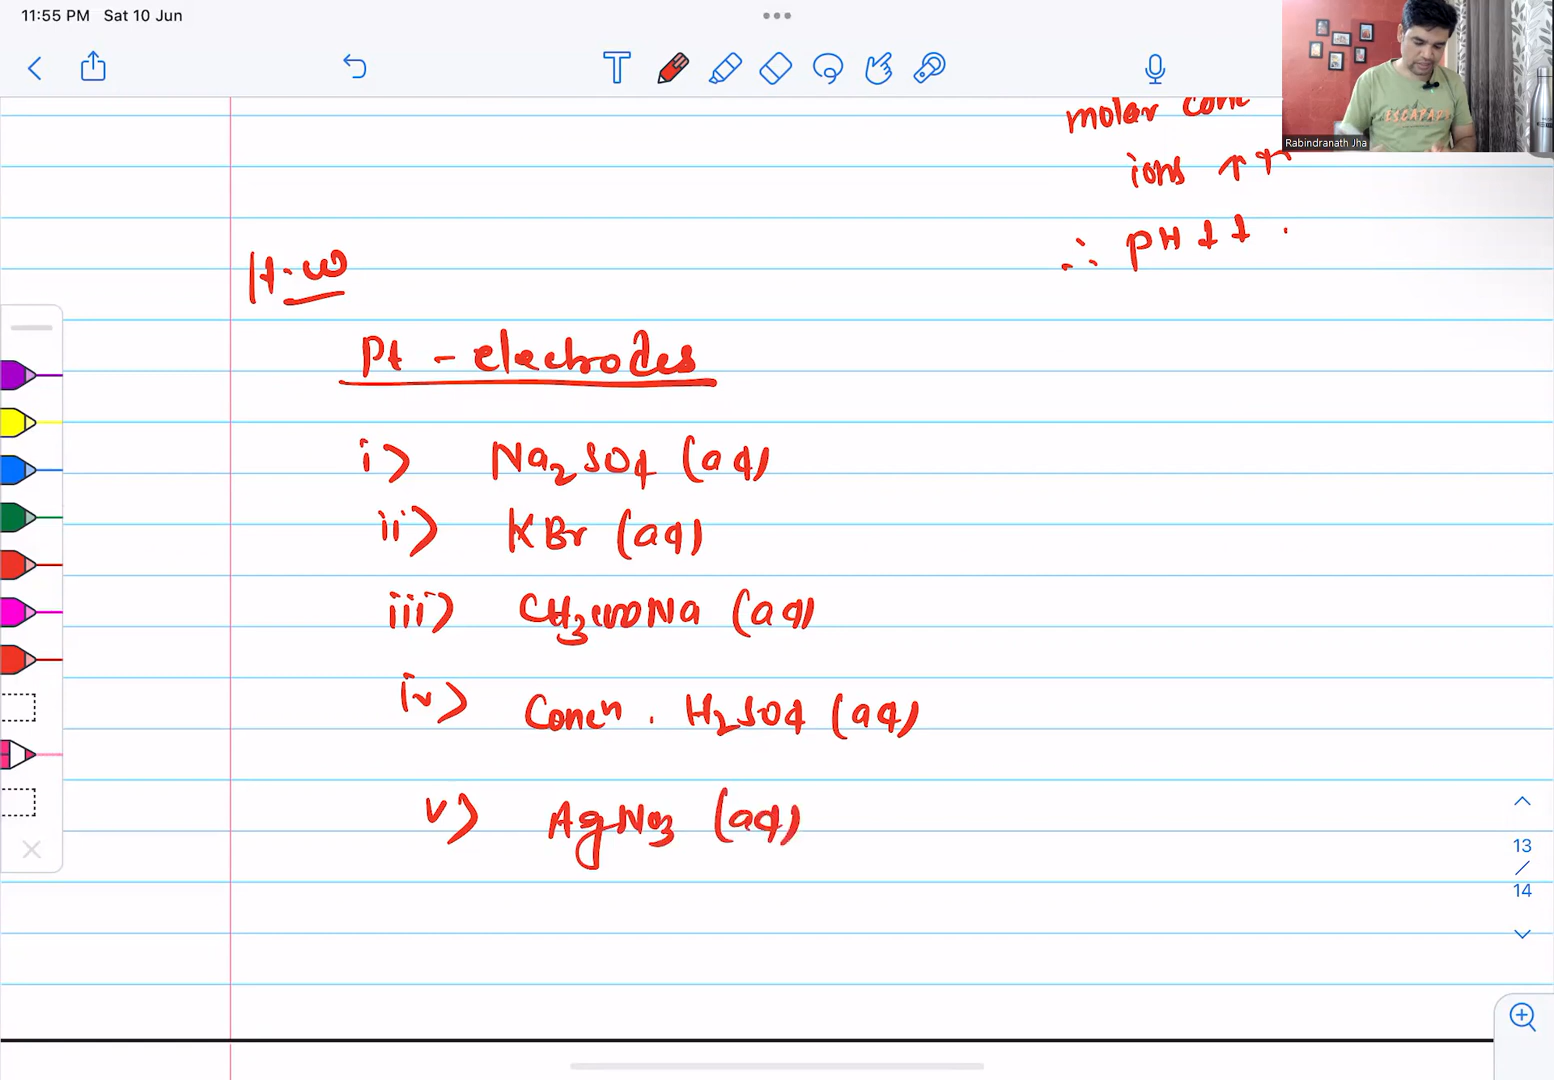 11:55 PM Sat 10 Jun
molar conc
ions ↑↑
∴ pH ↓↓ .
ESCAPADE
Rabindranath Jha
H.W
Pt - electrodes
i> Na2SO4 (aq)
ii> KBr (aq)
iii> CH3COONa (aq)
iv> Concn. H2SO4 (aq)
v> AgNO3 (aq)
13
/
14